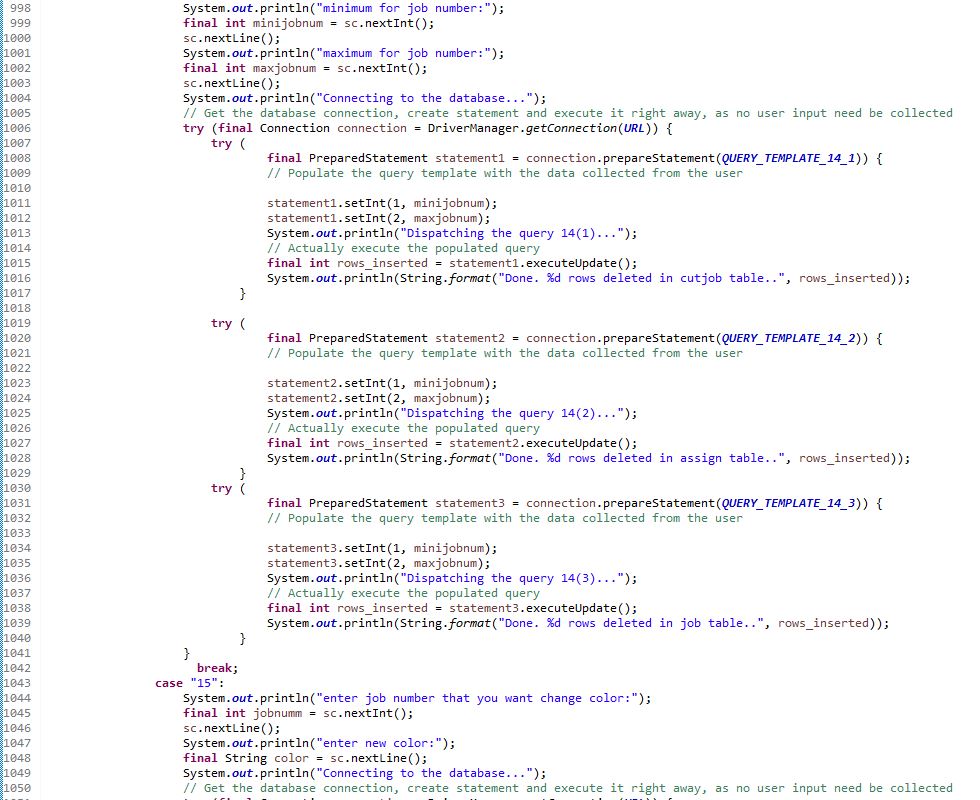 998 System.out.println("minimum for job number:");
999 final int minijobnum = sc.nextInt();
1000 sc.nextLine();
1001 System.out.println("maximum for job number:");
1002 final int maxjobnum = sc.nextInt();
1003 sc.nextLine();
1004 System.out.println("Connecting to the database...");
1005 // Get the database connection, create statement and execute it right away, as no user input need be collected
1006 try (final Connection connection = DriverManager.getConnection(URL)) {
1007 try (
1008 final PreparedStatement statement1 = connection.prepareStatement(QUERY_TEMPLATE_14_1)) {
1009 // Populate the query template with the data collected from the user
1010
1011 statement1.setInt(1, minijobnum);
1012 statement1.setInt(2, maxjobnum);
1013 System.out.println("Dispatching the query 14(1)...");
1014 // Actually execute the populated query
1015 final int rows_inserted = statement1.executeUpdate();
1016 System.out.println(String.format("Done. %d rows deleted in cutjob table..", rows_inserted));
1017 }
1018
1019 try (
1020 final PreparedStatement statement2 = connection.prepareStatement(QUERY_TEMPLATE_14_2)) {
1021 // Populate the query template with the data collected from the user
1022
1023 statement2.setInt(1, minijobnum);
1024 statement2.setInt(2, maxjobnum);
1025 System.out.println("Dispatching the query 14(2)...");
1026 // Actually execute the populated query
1027 final int rows_inserted = statement2.executeUpdate();
1028 System.out.println(String.format("Done. %d rows deleted in assign table..", rows_inserted));
1029 }
1030 try (
1031 final PreparedStatement statement3 = connection.prepareStatement(QUERY_TEMPLATE_14_3)) {
1032 // Populate the query template with the data collected from the user
1033
1034 statement3.setInt(1, minijobnum);
1035 statement3.setInt(2, maxjobnum);
1036 System.out.println("Dispatching the query 14(3)...");
1037 // Actually execute the populated query
1038 final int rows_inserted = statement3.executeUpdate();
1039 System.out.println(String.format("Done. %d rows deleted in job table..", rows_inserted));
1040 }
1041 }
1042 break;
1043 case "15":
1044 System.out.println("enter job number that you want change color:");
1045 final int jobnumm = sc.nextInt();
1046 sc.nextLine();
1047 System.out.println("enter new color:");
1048 final String color = sc.nextLine();
1049 System.out.println("Connecting to the database...");
1050 // Get the database connection, create statement and execute it right away, as no user input need be collected